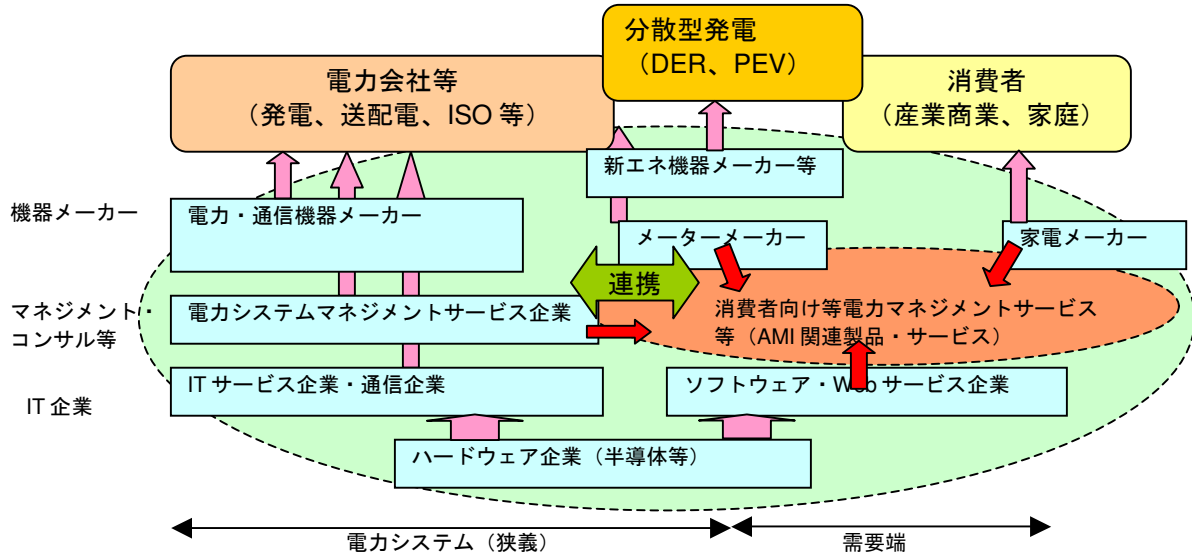 分散型発電
（DER、PEV）
電力会社等
（発電、送配電、ISO 等）
消費者
（産業商業、家庭）
新エネ機器メーカー等
機器メーカー
電力・通信機器メーカー
メーターメーカー
家電メーカー
連携
マネジメント・
コンサル等
電力システムマネジメントサービス企業
消費者向け等電力マネジメントサービス
等（AMI 関連製品・サービス）
IT 企業
IT サービス企業・通信企業
ソフトウェア・Web サービス企業
ハードウェア企業（半導体等）
電力システム（狭義）
需要端